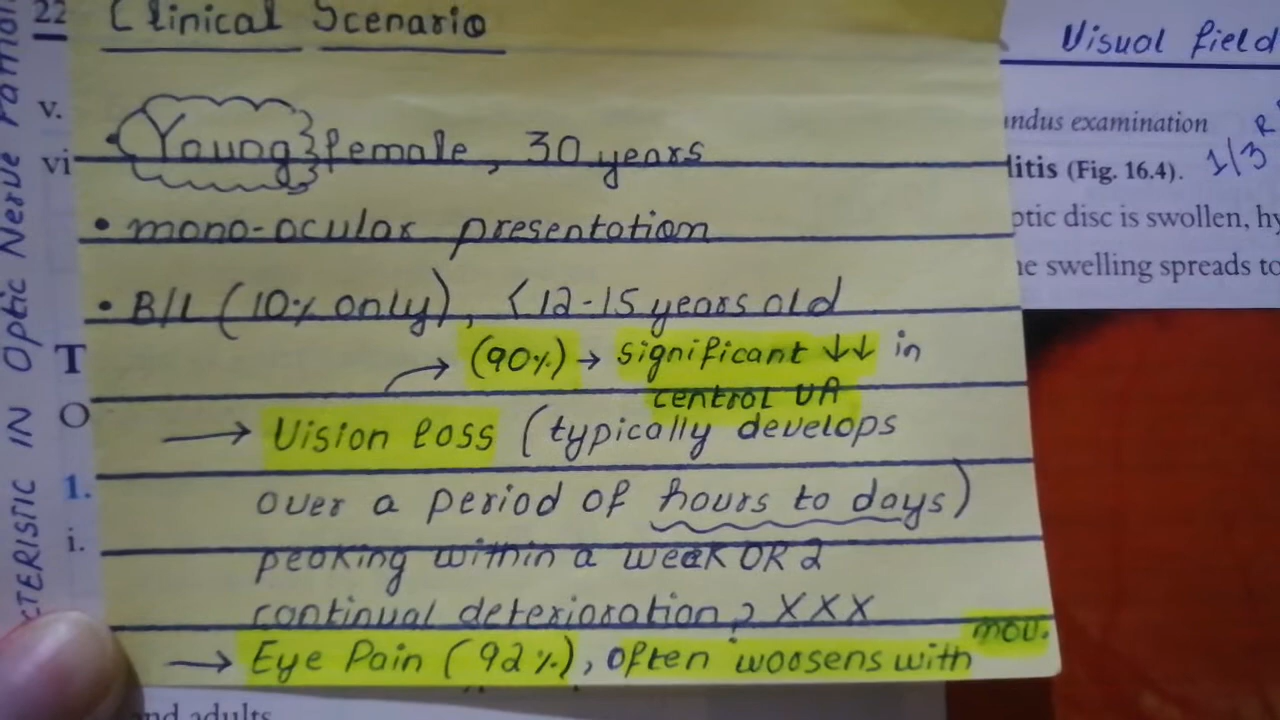 22
Clinical Scenario
Visual field
v.
Young female, 30 years
undus examination
vi
litis (Fig. 16.4). 1/3 R
• mono-ocular presentation
ptic disc is swollen, hy
• B/L (10% only), <12-15 years old
he swelling spreads to
T
→ (90%) → significant ↓↓ in
central VA
O
→ Vision loss (typically develops
1.
over a period of hours to days)
i.
peaking within a week OR 2
continual deterioration? XXX
→ Eye Pain (92%), often worsens with mov.
nd adults
CTERISTIC IN Optic Nerve